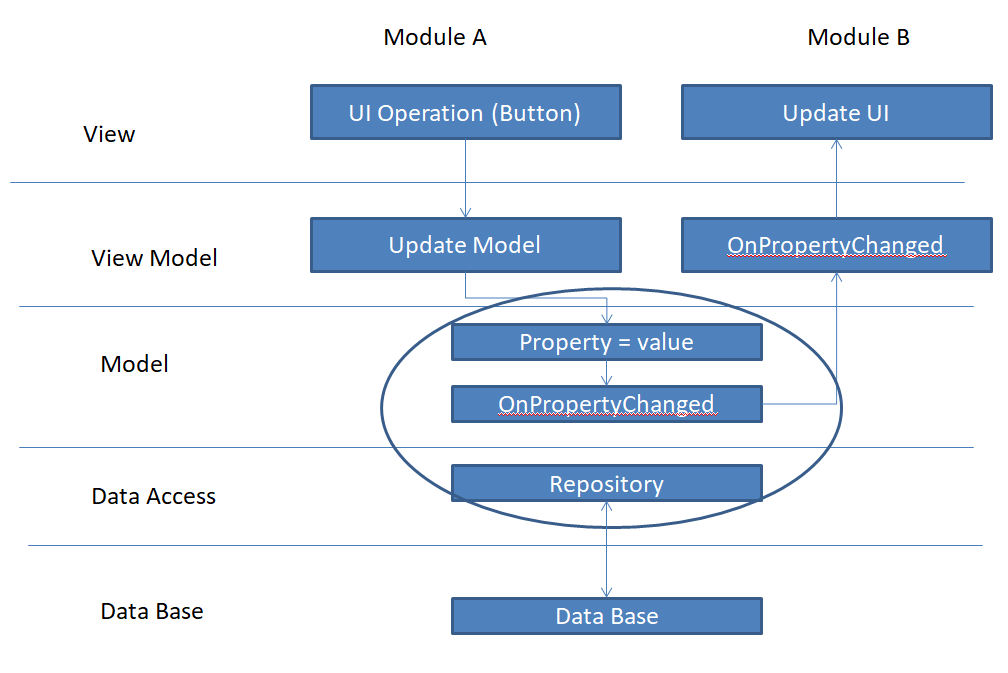 Module A
Module B
View
UI Operation (Button)
Update UI
View Model
Update Model
OnPropertyChanged
Model
Property = value
OnPropertyChanged
Data Access
Repository
Data Base
Data Base